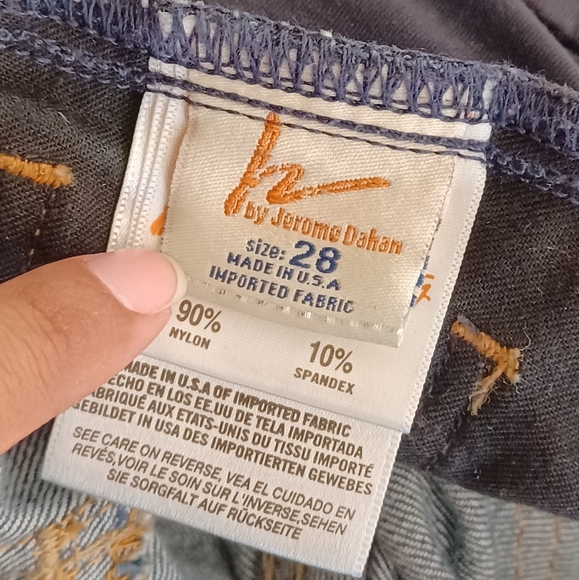 h
by Jerome Dahan
size: 28
MADE IN U.S.A
IMPORTED FABRIC
90%
NYLON
10%
SPANDEX
MADE IN U.S.A OF IMPORTED FABRIC
ECHO EN LOS EE.UU DE TELA IMPORTADA
FABRIQUÉ AUX ETATS-UNIS DU TISSU IMPORTÉ
GEBILDET IN USA DES IMPORTIERTEN GEWEBES
SEE CARE ON REVERSE, VEA EL CUIDADO EN
REVÉS, VOIR LE SOIN SUR L'INVERSE, SEHEN
SIE SORGFALT AUF RÜCKSEITE